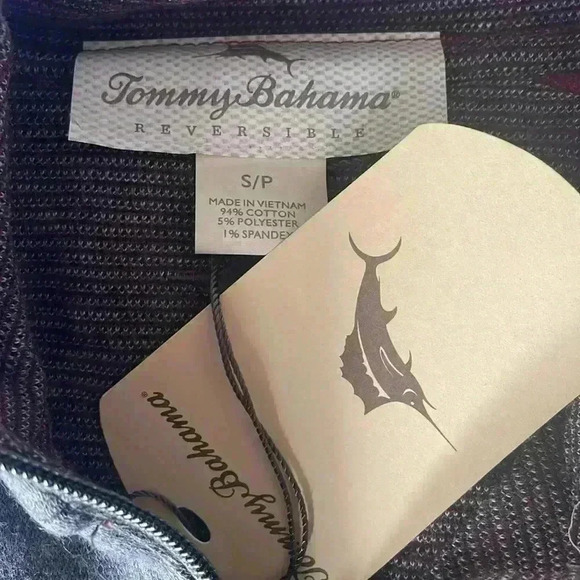 Tommy Bahama®
REVERSIBLE
S/P
MADE IN VIETNAM
94% COTTON
5% POLYESTER
1% SPANDEX
Tommy Bahama®